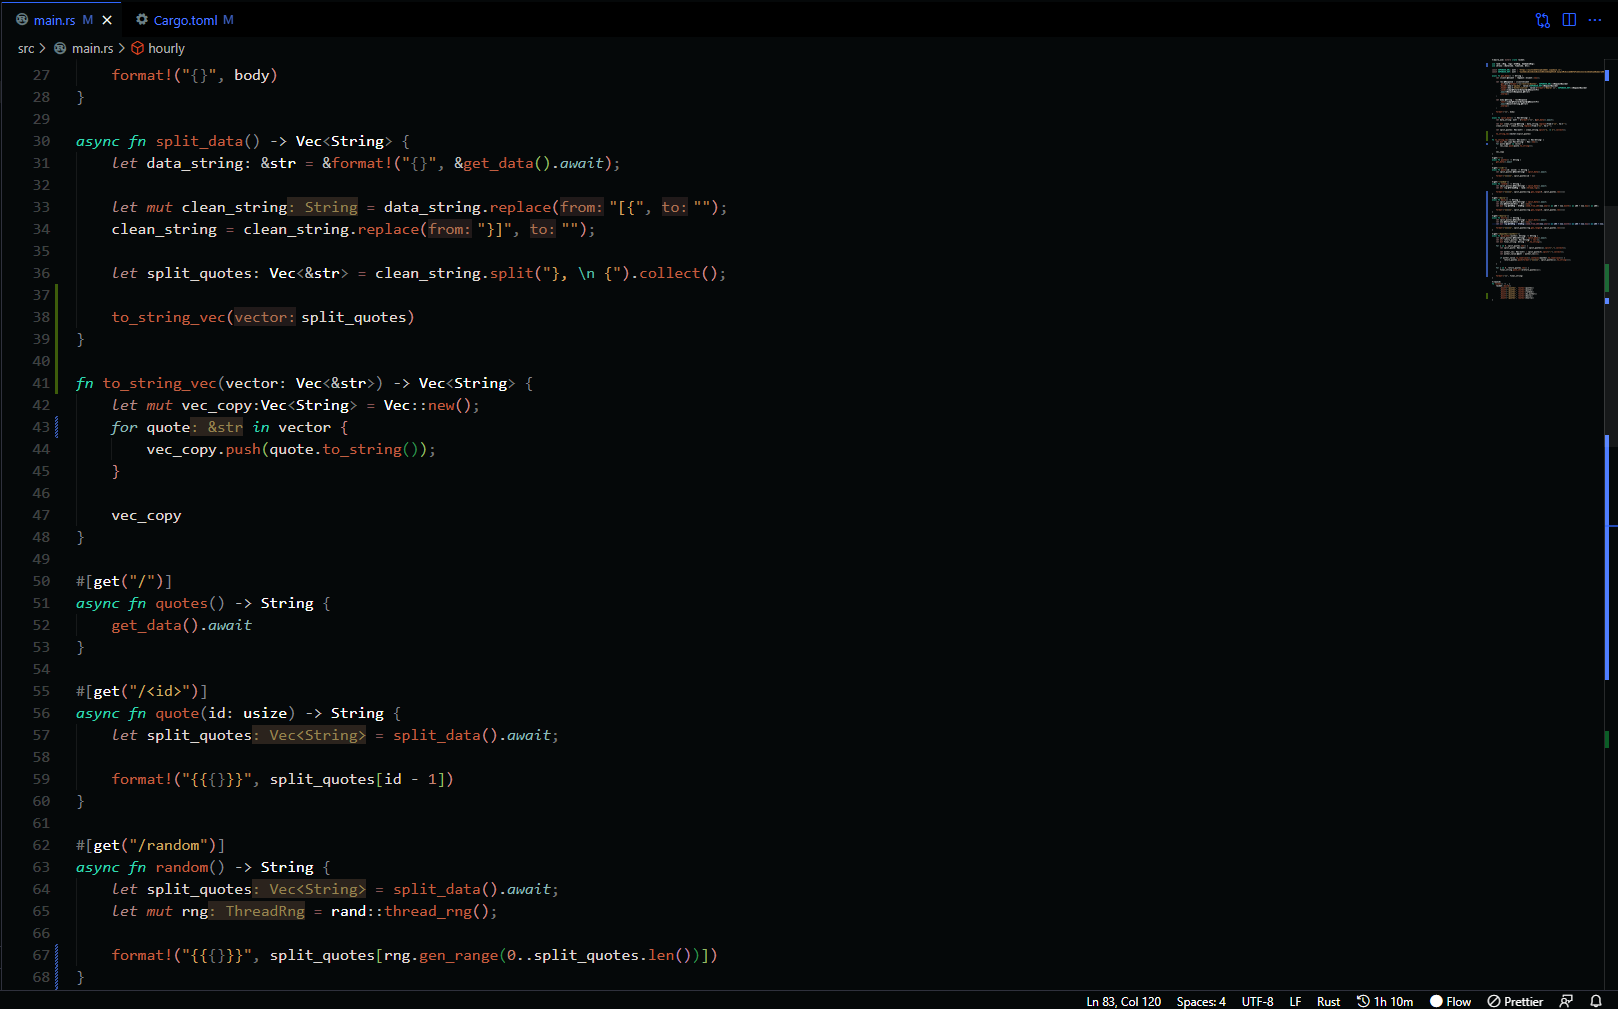 main.rs M Cargo.toml M
src > main.rs > hourly
27 format!("{}", body)
28 }
29
30 async fn split_data() -> Vec<String> {
31 let data_string: &str = &format!("{}", &get_data().await);
32
33 let mut clean_string: String = data_string.replace(from: "[{", to: "");
34 clean_string = clean_string.replace(from: "}]", to: "");
35
36 let split_quotes: Vec<&str> = clean_string.split("}, \n {").collect();
37
38 to_string_vec(vector: split_quotes)
39 }
40
41 fn to_string_vec(vector: Vec<&str>) -> Vec<String> {
42 let mut vec_copy:Vec<String> = Vec::new();
43 for quote: &str in vector {
44 vec_copy.push(quote.to_string());
45 }
46
47 vec_copy
48 }
49
50 #[get("/")]
51 async fn quotes() -> String {
52 get_data().await
53 }
54
55 #[get("/<id>")]
56 async fn quote(id: usize) -> String {
57 let split_quotes: Vec<String> = split_data().await;
58
59 format!("{{{}}}", split_quotes[id - 1])
60 }
61
62 #[get("/random")]
63 async fn random() -> String {
64 let split_quotes: Vec<String> = split_data().await;
65 let mut rng: ThreadRng = rand::thread_rng();
66
67 format!("{{{}}}", split_quotes[rng.gen_range(0..split_quotes.len())])
68 }
Ln 83, Col 120 Spaces: 4 UTF-8 LF Rust 1h 10m Flow Prettier